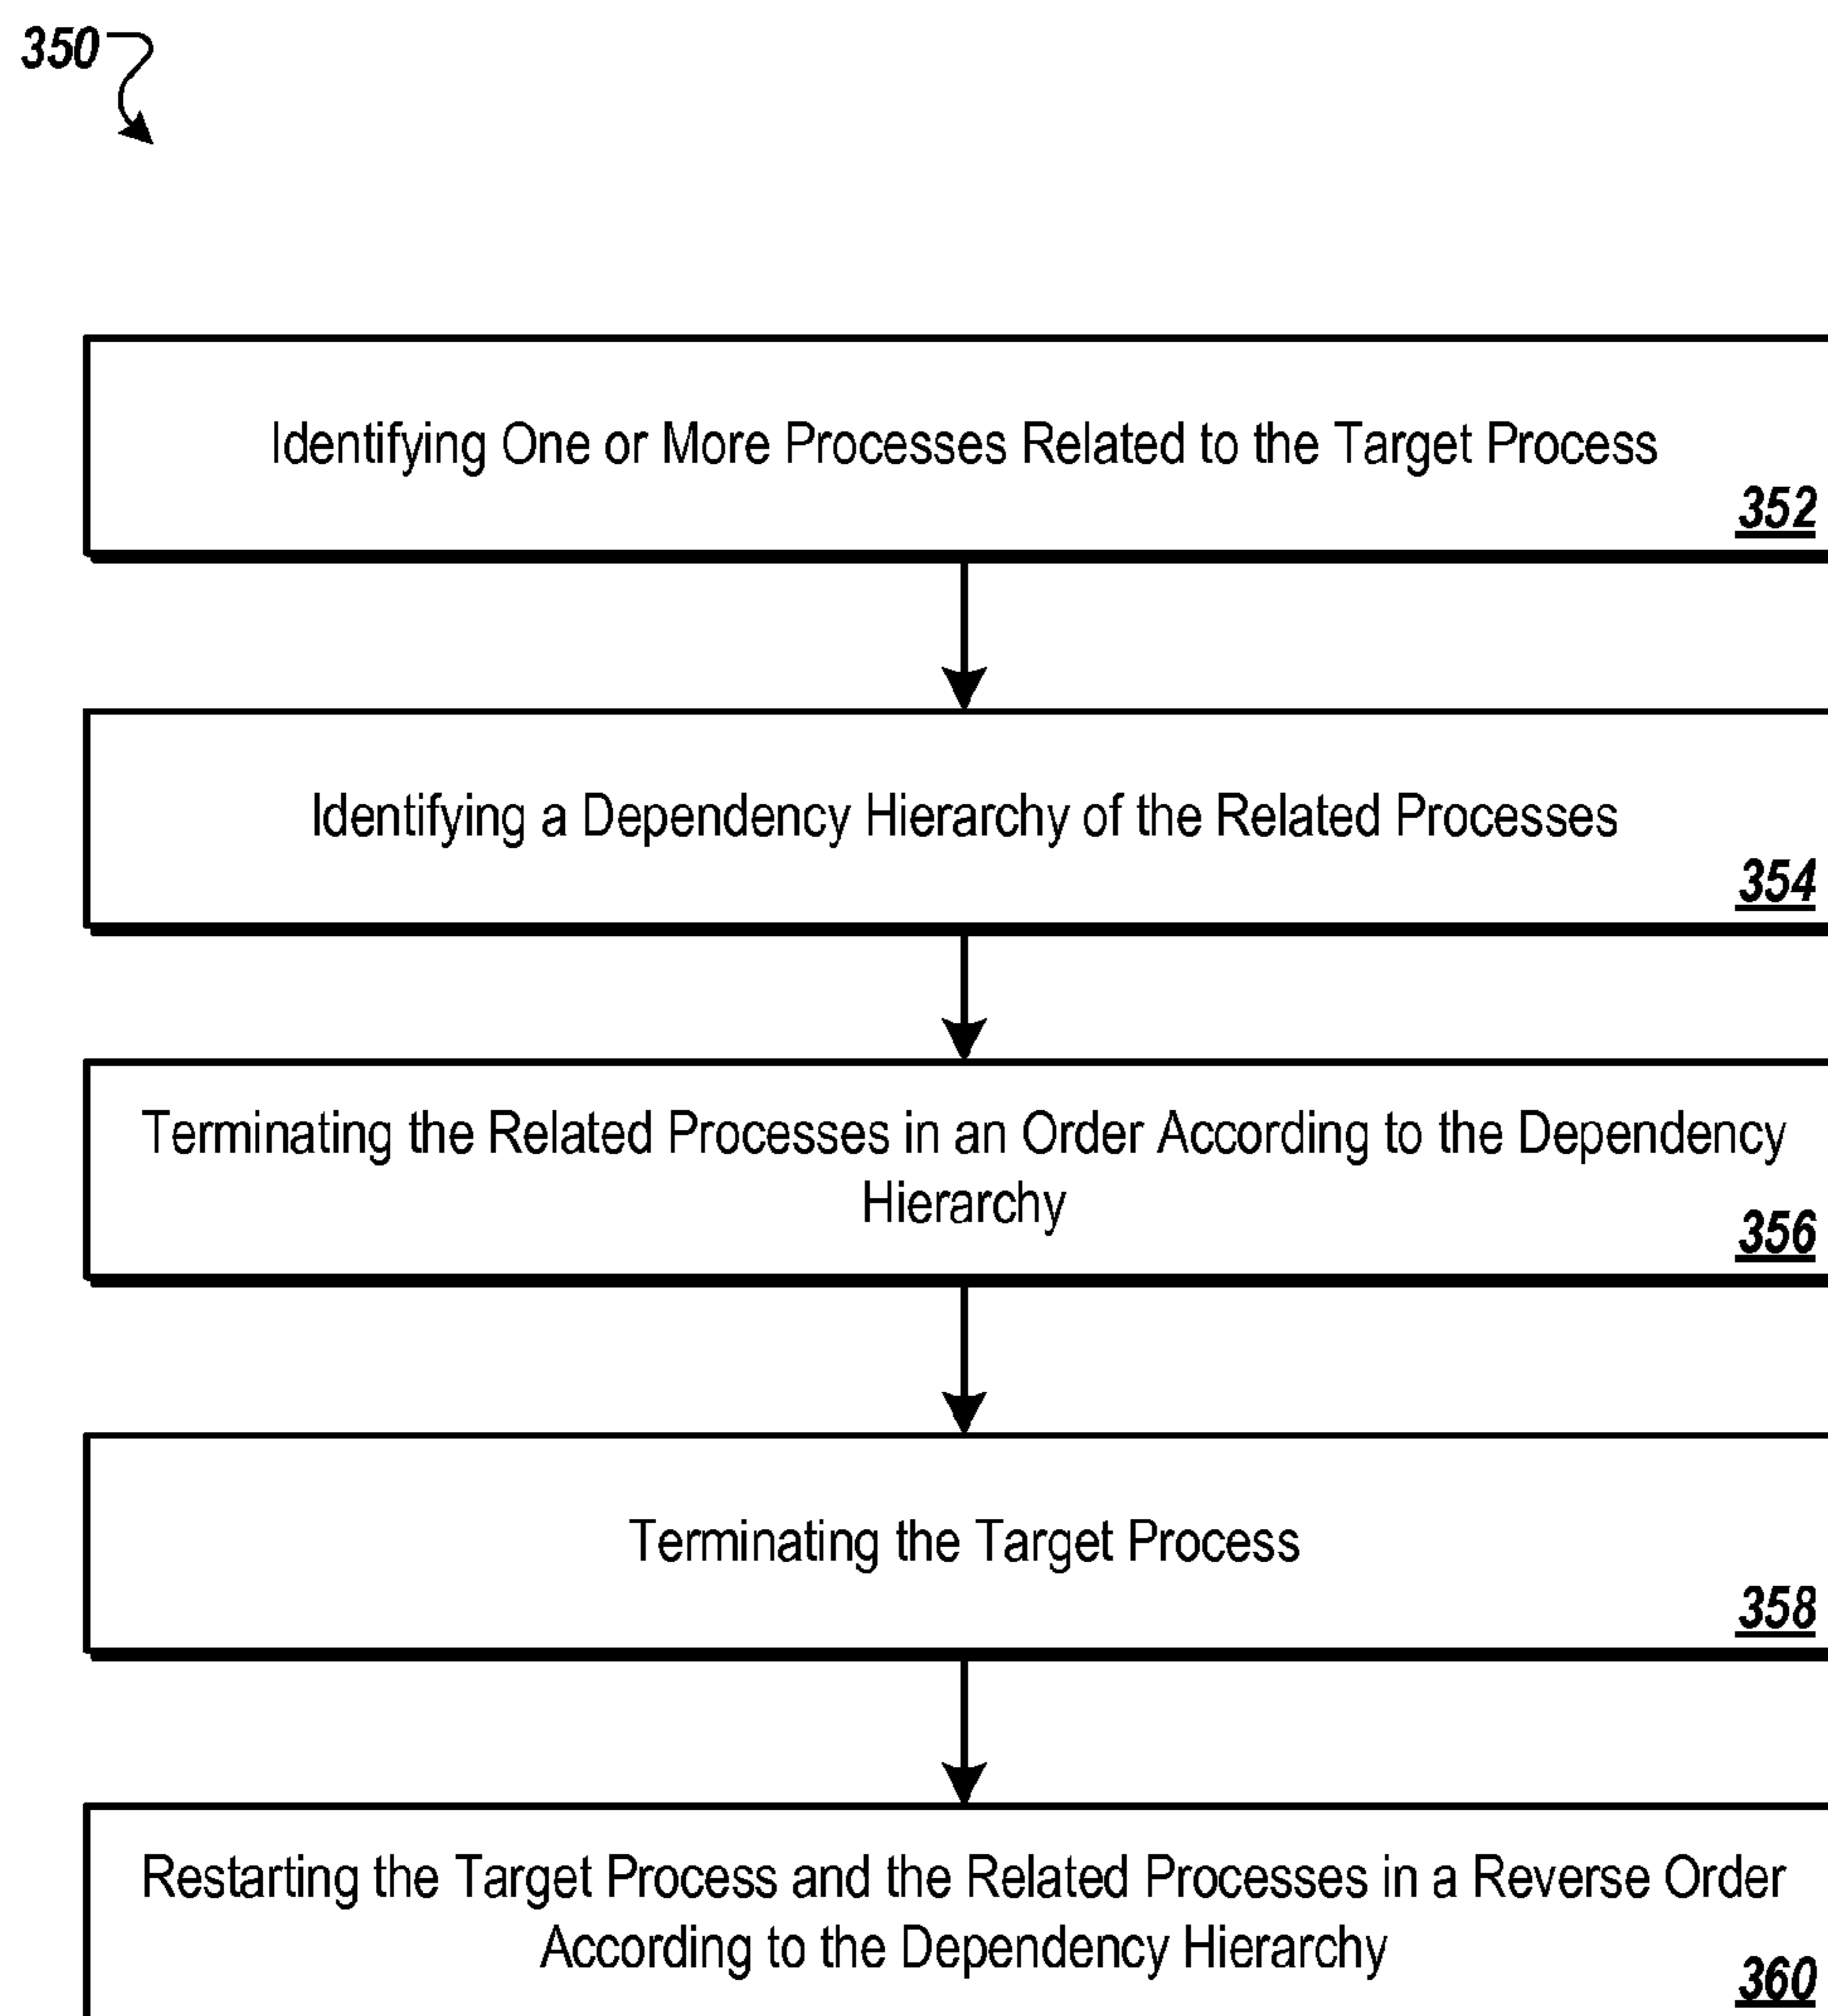 350
Identifying One or More Processes Related to the Target Process
352
Identifying a Dependency Hierarchy of the Related Processes
354
Terminating the Related Processes in an Order According to the Dependency
Hierarchy
356
Terminating the Target Process
358
Restarting the Target Process and the Related Processes in a Reverse Order
According to the Dependency Hierarchy
360